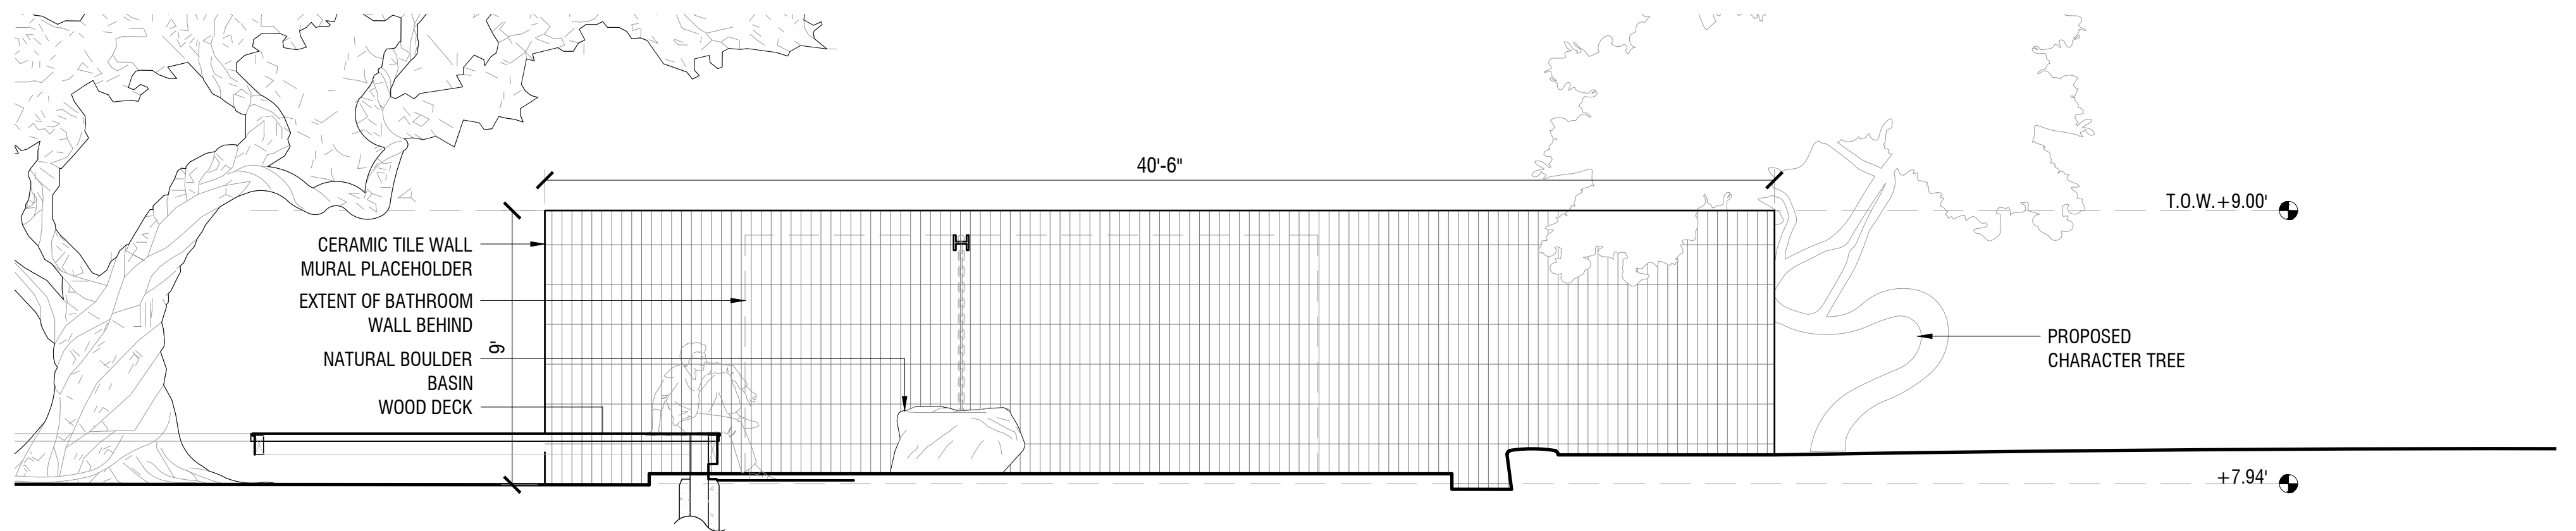 40'-6"
T.O.W.+9.00'
CERAMIC TILE WALL
MURAL PLACEHOLDER
EXTENT OF BATHROOM
WALL BEHIND
9'
NATURAL BOULDER
BASIN
WOOD DECK
PROPOSED
CHARACTER TREE
+7.94'